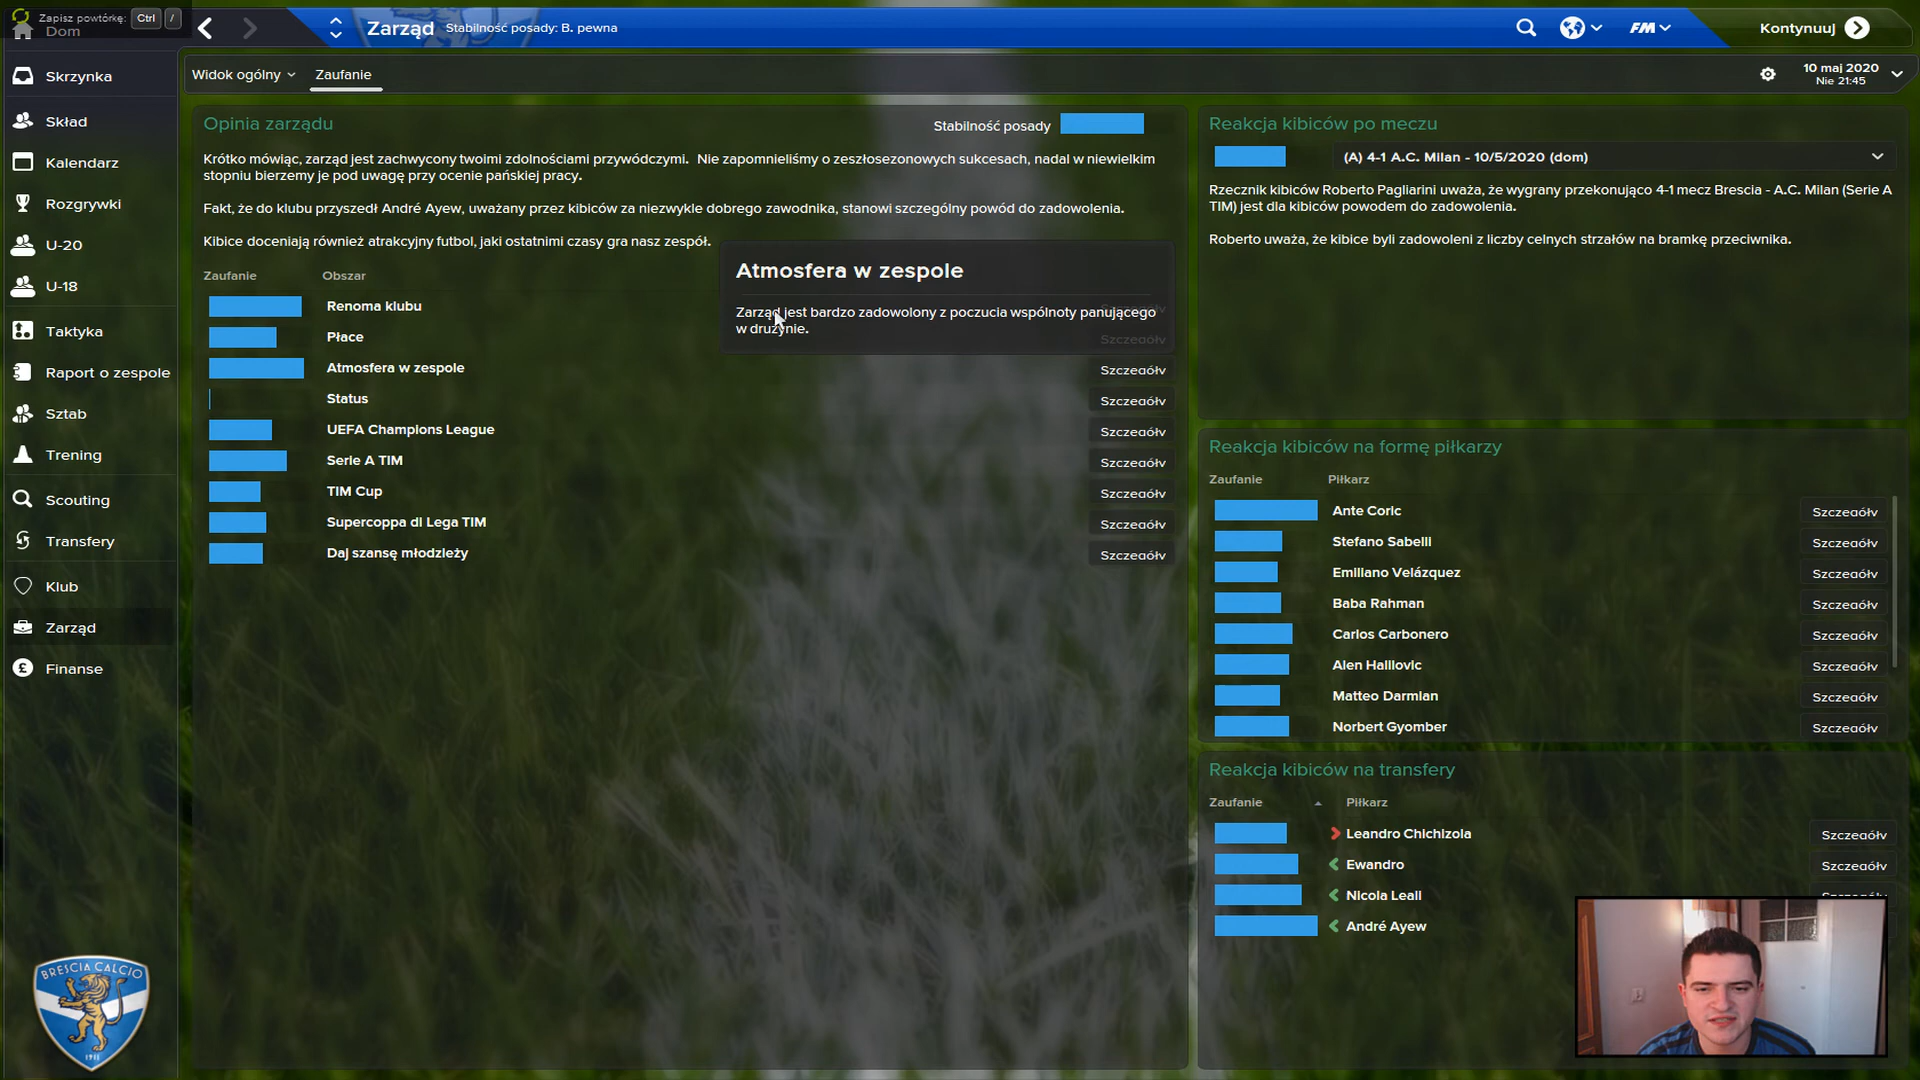 Zapisz powtórkę: Ctrl /
Dom
Zarząd
Stabilność posady: B. pewna
FM
Kontynuuj
Skrzynka
Skład
Kalendarz
Rozgrywki
U-20
U-18
Taktyka
Raport o zespole
Sztab
Trening
Scouting
Transfery
Klub
Zarząd
Finanse
BRESCIA CALCIO
1911
Widok ogólny
Zaufanie
10 maj 2020
Nie 21:45
Opinia zarządu
Stabilność posady
Krótko mówiąc, zarząd jest zachwycony twoimi zdolnościami przywódczymi. Nie zapomnieliśmy o zeszłosezonowych sukcesach, nadal w niewielkim
stopniu bierzemy je pod uwagę przy ocenie pańskiej pracy.
Fakt, że do klubu przyszedł André Ayew, uważany przez kibiców za niezwykle dobrego zawodnika, stanowi szczególny powód do zadowolenia.
Kibice doceniają również atrakcyjny futbol, jaki ostatnimi czasy gra nasz zespół.
Zaufanie Obszar
Renoma klubu Szczegóły
Płace Szczegóły
Atmosfera w zespole Szczegóły
Status Szczegóły
UEFA Champions League Szczegóły
Serie A TIM Szczegóły
TIM Cup Szczegóły
Supercoppa di Lega TIM Szczegóły
Daj szansę młodzieży Szczegóły
Atmosfera w zespole
Zarząd jest bardzo zadowolony z poczucia wspólnoty panującego
w drużynie.
Reakcja kibiców po meczu
(A) 4-1 A.C. Milan - 10/5/2020 (dom)
Rzecznik kibiców Roberto Pagliarini uważa, że wygrany przekonująco 4-1 mecz Brescia - A.C. Milan (Serie A
TIM) jest dla kibiców powodem do zadowolenia.
Roberto uważa, że kibice byli zadowoleni z liczby celnych strzałów na bramkę przeciwnika.
Reakcja kibiców na formę piłkarzy
Zaufanie Piłkarz
Ante Coric Szczegóły
Stefano Sabelli Szczegóły
Emiliano Velázquez Szczegóły
Baba Rahman Szczegóły
Carlos Carbonero Szczegóły
Alen Halilovic Szczegóły
Matteo Darmian Szczegóły
Norbert Gyomber Szczegóły
Reakcja kibiców na transfery
Zaufanie Piłkarz
Leandro Chichizola Szczegóły
Ewandro Szczegóły
Nicola Leali Szczegóły
André Ayew